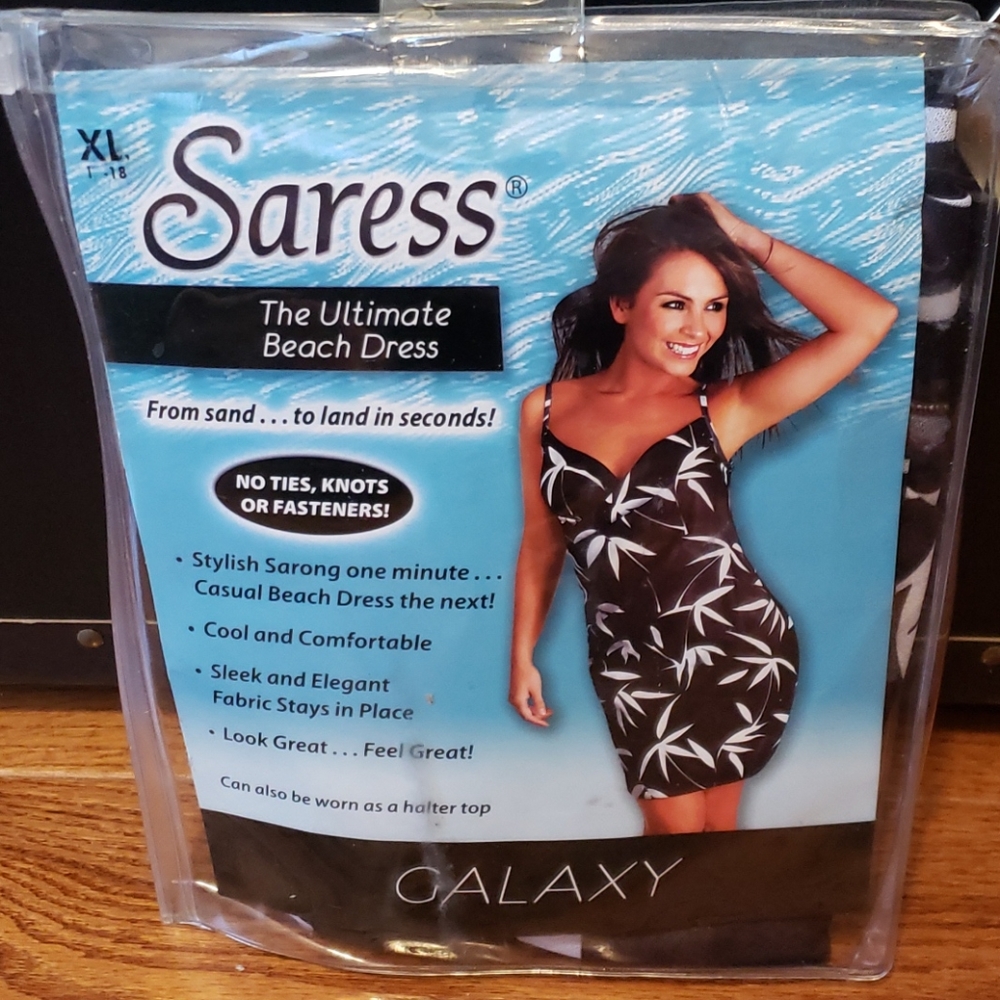 XL
Saress®
The Ultimate
Beach Dress
From sand...to land in seconds!
NO TIES, KNOTS
OR FASTENERS!
• Stylish Sarong one minute...
Casual Beach Dress the next!
• Cool and Comfortable
• Sleek and Elegant
Fabric Stays in Place
• Look Great...Feel Great!
Can also be worn as a halter top
GALAXY